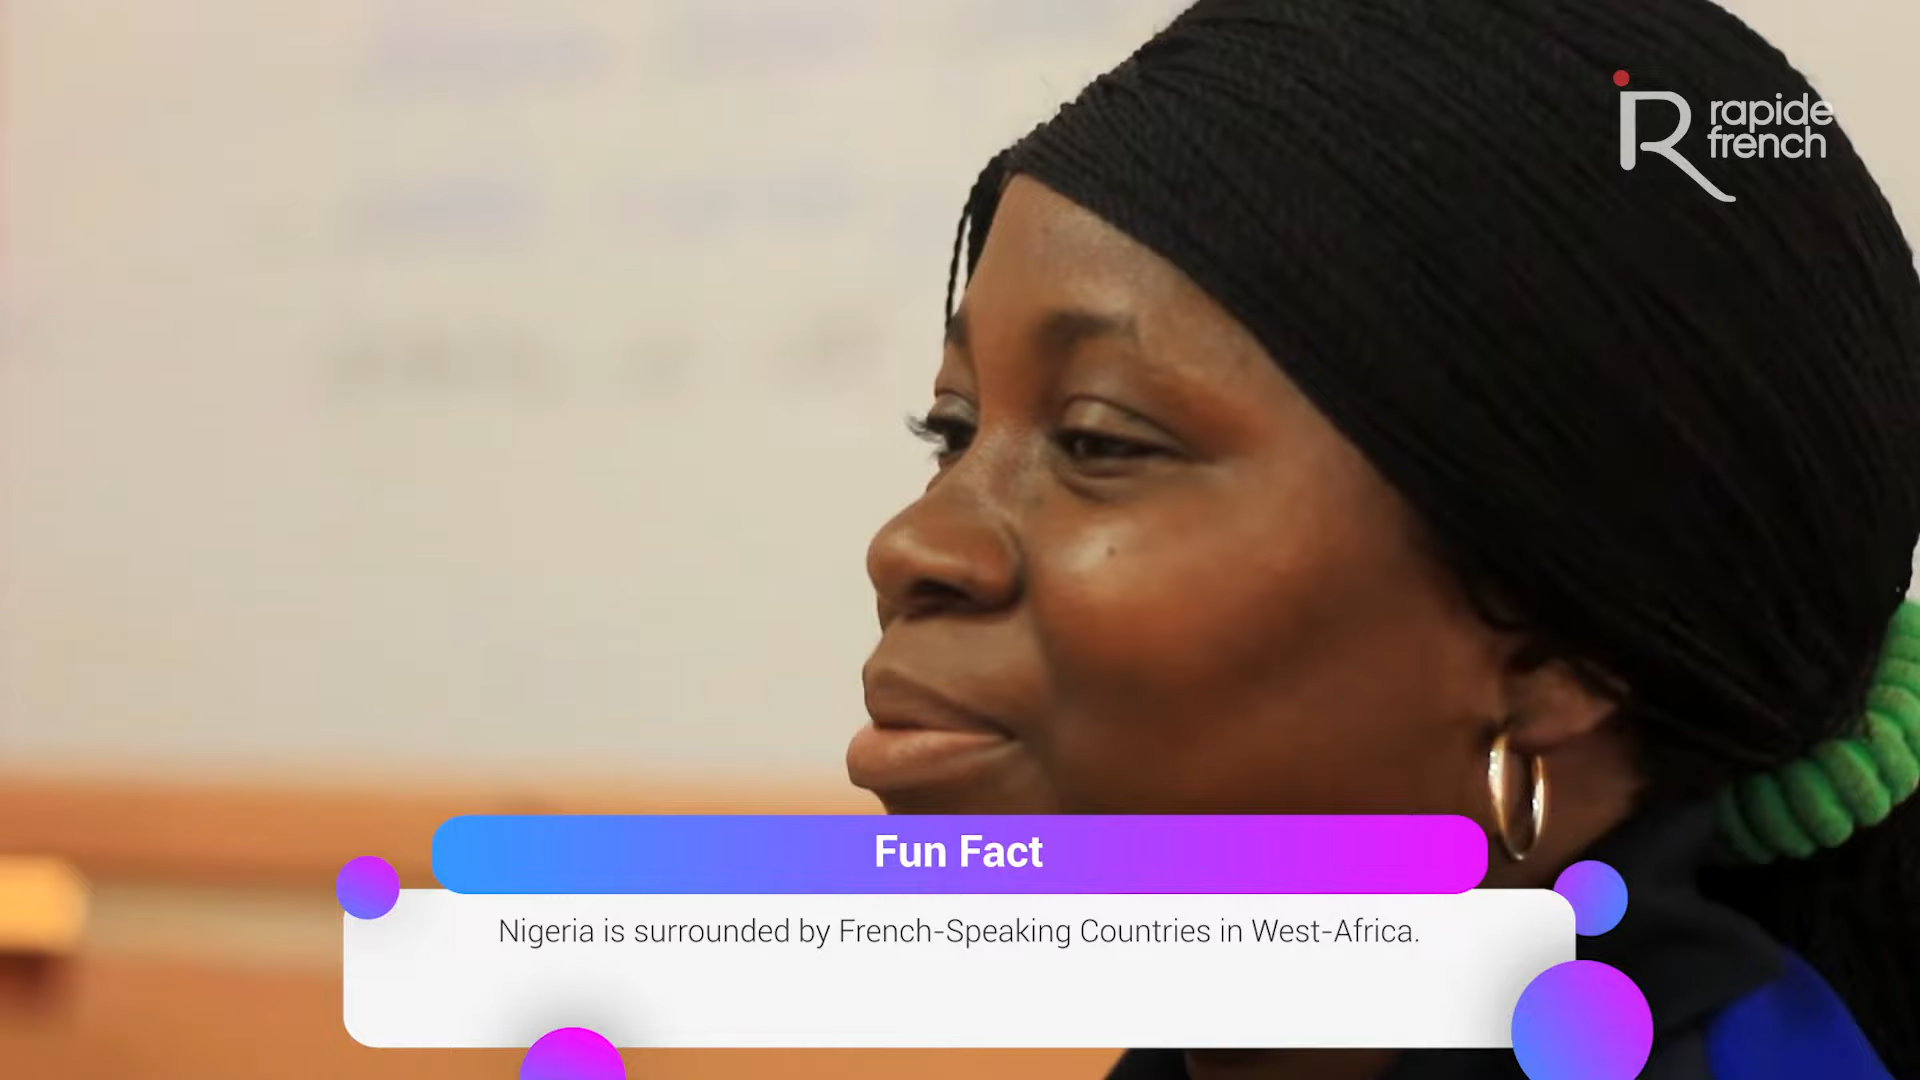 rapide
french
Fun Fact
Nigeria is surrounded by French-Speaking Countries in West-Africa.